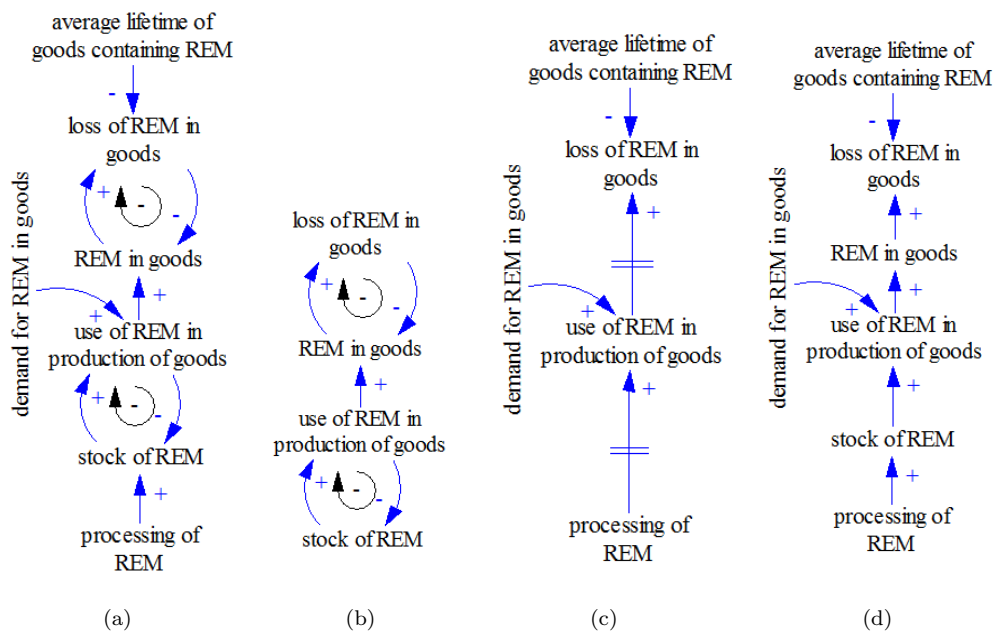 average lifetime of
goods containing REM
-
loss of REM in
goods
+
-
-
REM in goods
+
demand for REM in goods
+
use of REM in
production of goods
+
-
-
stock of REM
+
processing of
REM
(a)
loss of REM in
goods
+
-
-
REM in goods
+
use of REM in
production of goods
+
-
-
stock of REM
(b)
average lifetime of
goods containing REM
-
loss of REM in
goods
+
demand for REM in goods
+
use of REM in
production of goods
+
processing of
REM
(c)
average lifetime of
goods containing REM
-
loss of REM in
goods
+
REM in goods
+
demand for REM in goods
+
use of REM in
production of goods
+
stock of REM
+
processing of
REM
(d)